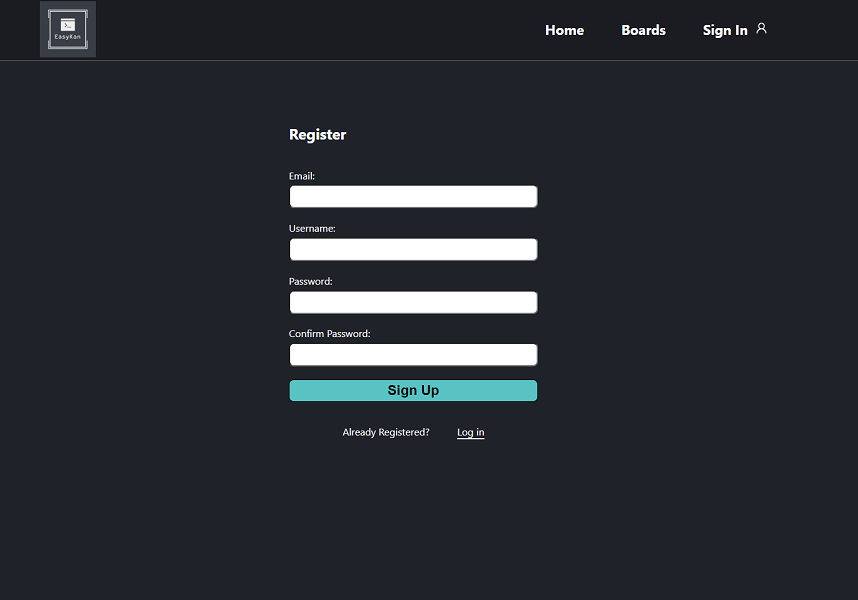 EasyKan
Home Boards Sign In
Register
Email:
Username:
Password:
Confirm Password:
Sign Up
Already Registered? Log in